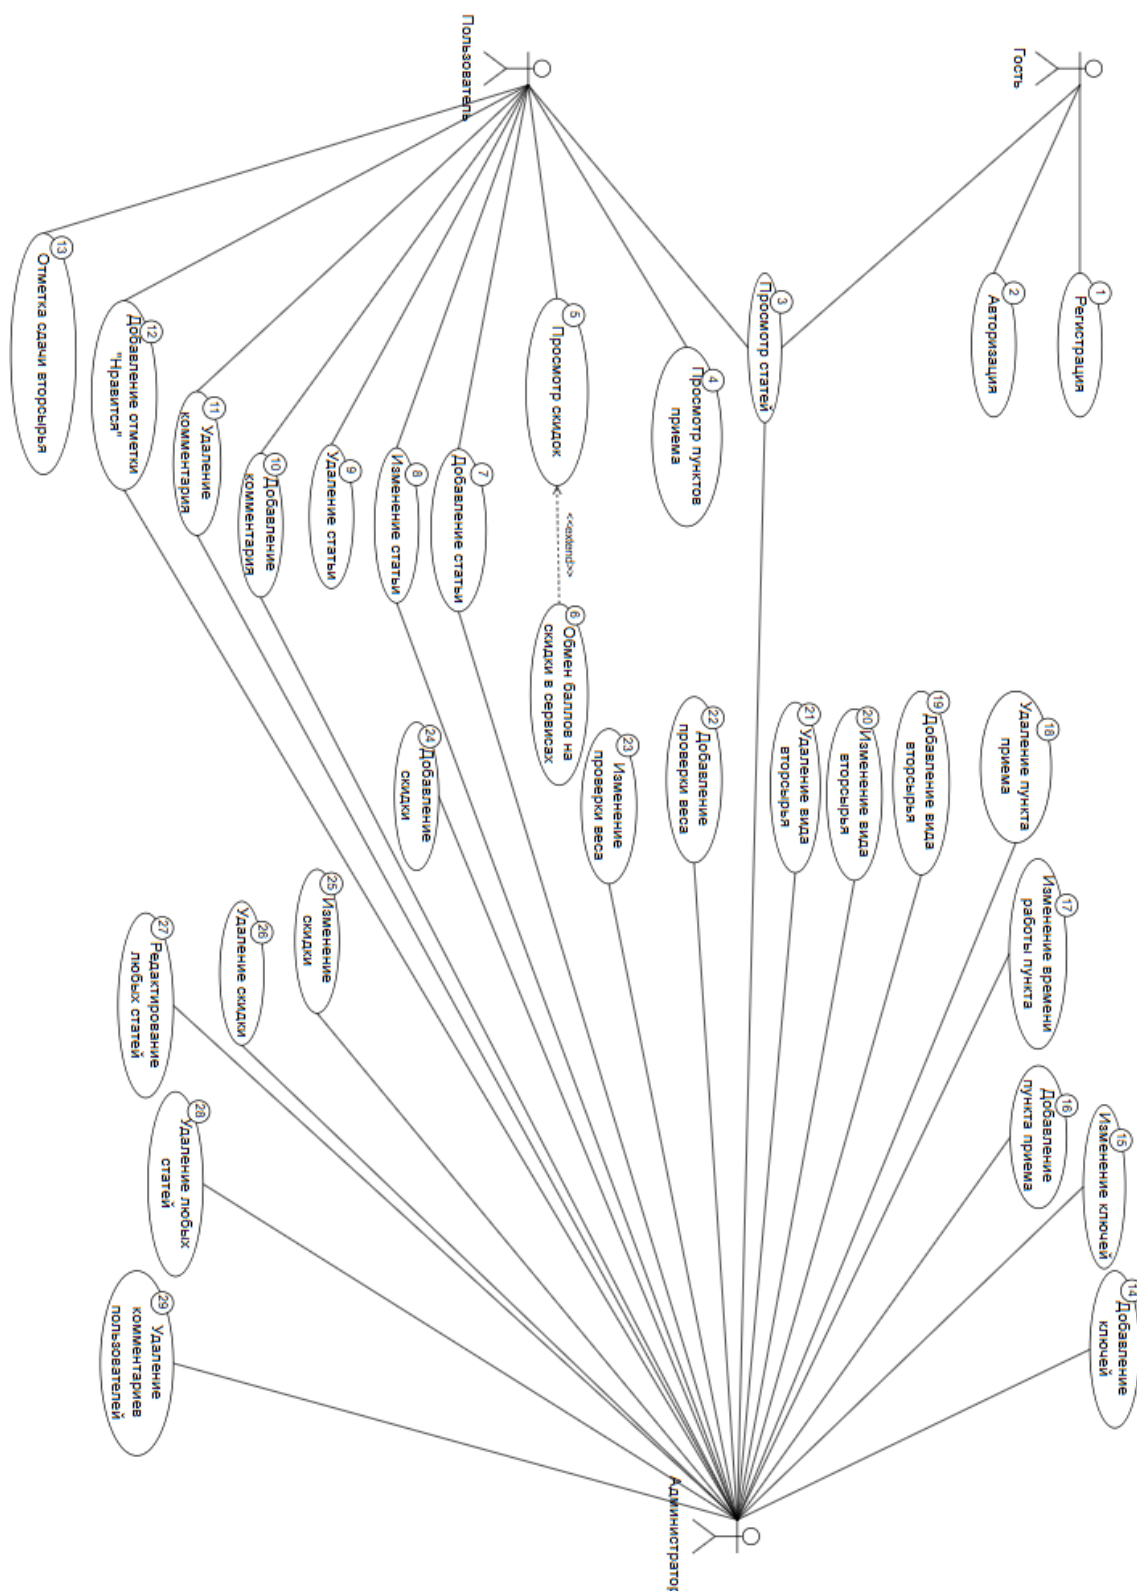 Гость
Пользователь
1
Регистрация
2
Авторизация
3
Просмотр статей
4
Просмотр пунктов
приема
5
Просмотр скидок
<<extend>>
6
Обмен баллов на
скидки в сервисах
7
Добавление статьи
8
Изменение статьи
9
Удаление статьи
10
Добавление
комментария
11
Удаление
комментария
12
Добавление отметки
"Нравится"
13
Отметка сдачи вторсырья
14
Добавление
ключей
15
Изменение ключей
16
Добавление
пункта приема
17
Изменение времени
работы пункта
18
Удаление пункта
приема
19
Добавление вида
вторсырья
20
Изменение вида
вторсырья
21
Удаление вида
вторсырья
22
Добавление
проверки веса
23
Изменение
проверки веса
24
Добавление
скидки
25
Изменение
скидки
26
Удаление скидки
27
Редактирование
любых статей
28
Удаление любых
статей
29
Удаление
комментариев
пользователей
Администратор